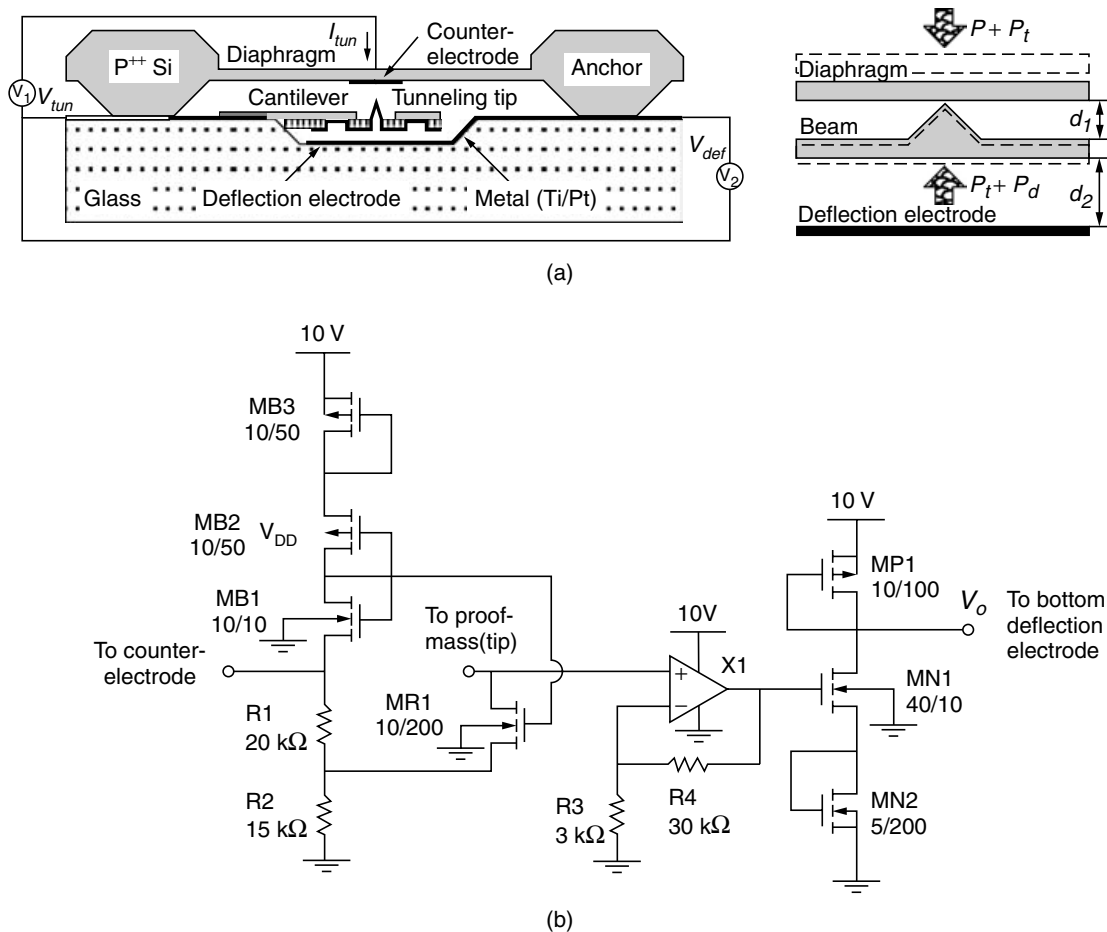 I_tun
Counter-
electrode
Diaphragm
P++ Si
Anchor
V1
V_tun
Cantilever
Tunneling tip
V_def
V2
Glass
Deflection electrode
Metal (Ti/Pt)
P + P_t
Diaphragm
Beam
d_1
P_t + P_d
d_2
Deflection electrode
(a)
10 V
MB3
10/50
MB2
10/50
V_DD
MB1
10/10
To counter-
electrode
R1
20 kΩ
R2
15 kΩ
To proof-
mass(tip)
MR1
10/200
10V
X1
+
−
R3
3 kΩ
R4
30 kΩ
10 V
MP1
10/100
V_o
To bottom
deflection
electrode
MN1
40/10
MN2
5/200
(b)